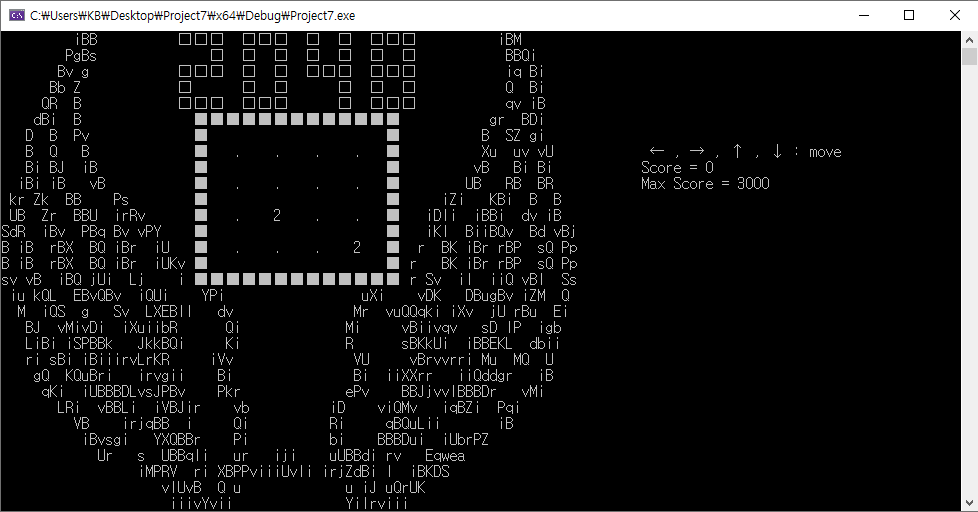 C:₩Users₩KB₩Desktop₩Project7₩x64₩Debug₩Project7.exe
iBB □□□ □□□ □ □ □□□ iBM
PgBs □ □ □ □ □ □ □ BBQi
Bv g □□□ □ □ □□□ □□□ iq Bi
Bb Z □ □ □ □ □ □ Q Bi
QR B □□□ □□□ □ □□□ qv iB
dBi B ■■■■■■■■■■■■■ gr BDi
D B Pv ■ ■ B SZ gi
B Q B ■ . . . . ■ Xu uv vU ← , → , ↑ , ↓ : move
Bi BJ iB ■ ■ vB Bi Bi Score = 0
iBi iB vB ■ . . . . ■ UB RB BR Max Score = 3000
kr Zk BB Ps ■ ■ iZi KBi B B
UB Zr BBU irRv ■ . 2 . . ■ iDIi iBBi dv iB
SdR iBv PBq Bv vPY ■ ■ iKI BiiBQv Bd vBj
B iB rBX BQ iBr iU ■ . . . 2 ■ r BK iBr rBP sQ Pp
B iB rBX BQ iBr iUKv ■ ■ r BK iBr rBP sQ Pp
sv vB iBQ jUi Lj i ■■■■■■■■■■■■■ r Sv il iiQ vBI Ss
iu kQL EBvQBv iQUi YPi uXi vDK DBugBv iZM Q
M iQS g Sv LXEBII dv Mr vuQQqki iXv jU rBu Ei
BJ vMivDi iXuiibR Qi Mi vBiivqv sD IP igb
LiBi iSPBBk JkkBQi Ki R sBKkUi iBBEKL dbii
ri sBi iBiiirvLrKR iVv VU vBrvvrri Mu MQ U
gQ KQuBri irvgii Bi Bi iiXXrr iiQddgr iB
qKi iUBBBDLvsJPBv Pkr ePv BBJjvvIBBBDr vMi
LRi vBBLi iVBJir vb iD viQMv iqBZi Pqi
VB irjqBB i Qi Ri qBQuLii iB
iBvsgi YXQBBr Pi bi BBBDui iUbrPZ
Ur s UBBqIi ur iji uUBBdi rv Eqwea
iMPRV ri XBPPviiiUvIi irjZdBi I iBKDS
vIUvB Q u u iJ uQrUK
iiivYvii YiIrviii